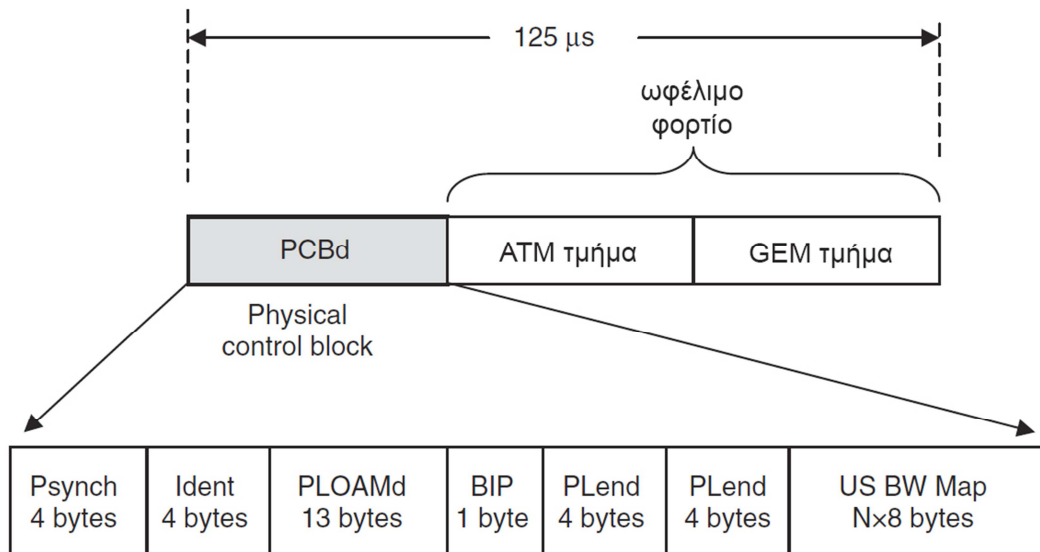 125 μs
ωφέλιμο
φορτίο
PCBd
ATM τμήμα
GEM τμήμα
Physical
control block
Psynch
4 bytes
Ident
4 bytes
PLOAMd
13 bytes
BIP
1 byte
PLend
4 bytes
PLend
4 bytes
US BW Map
N×8 bytes